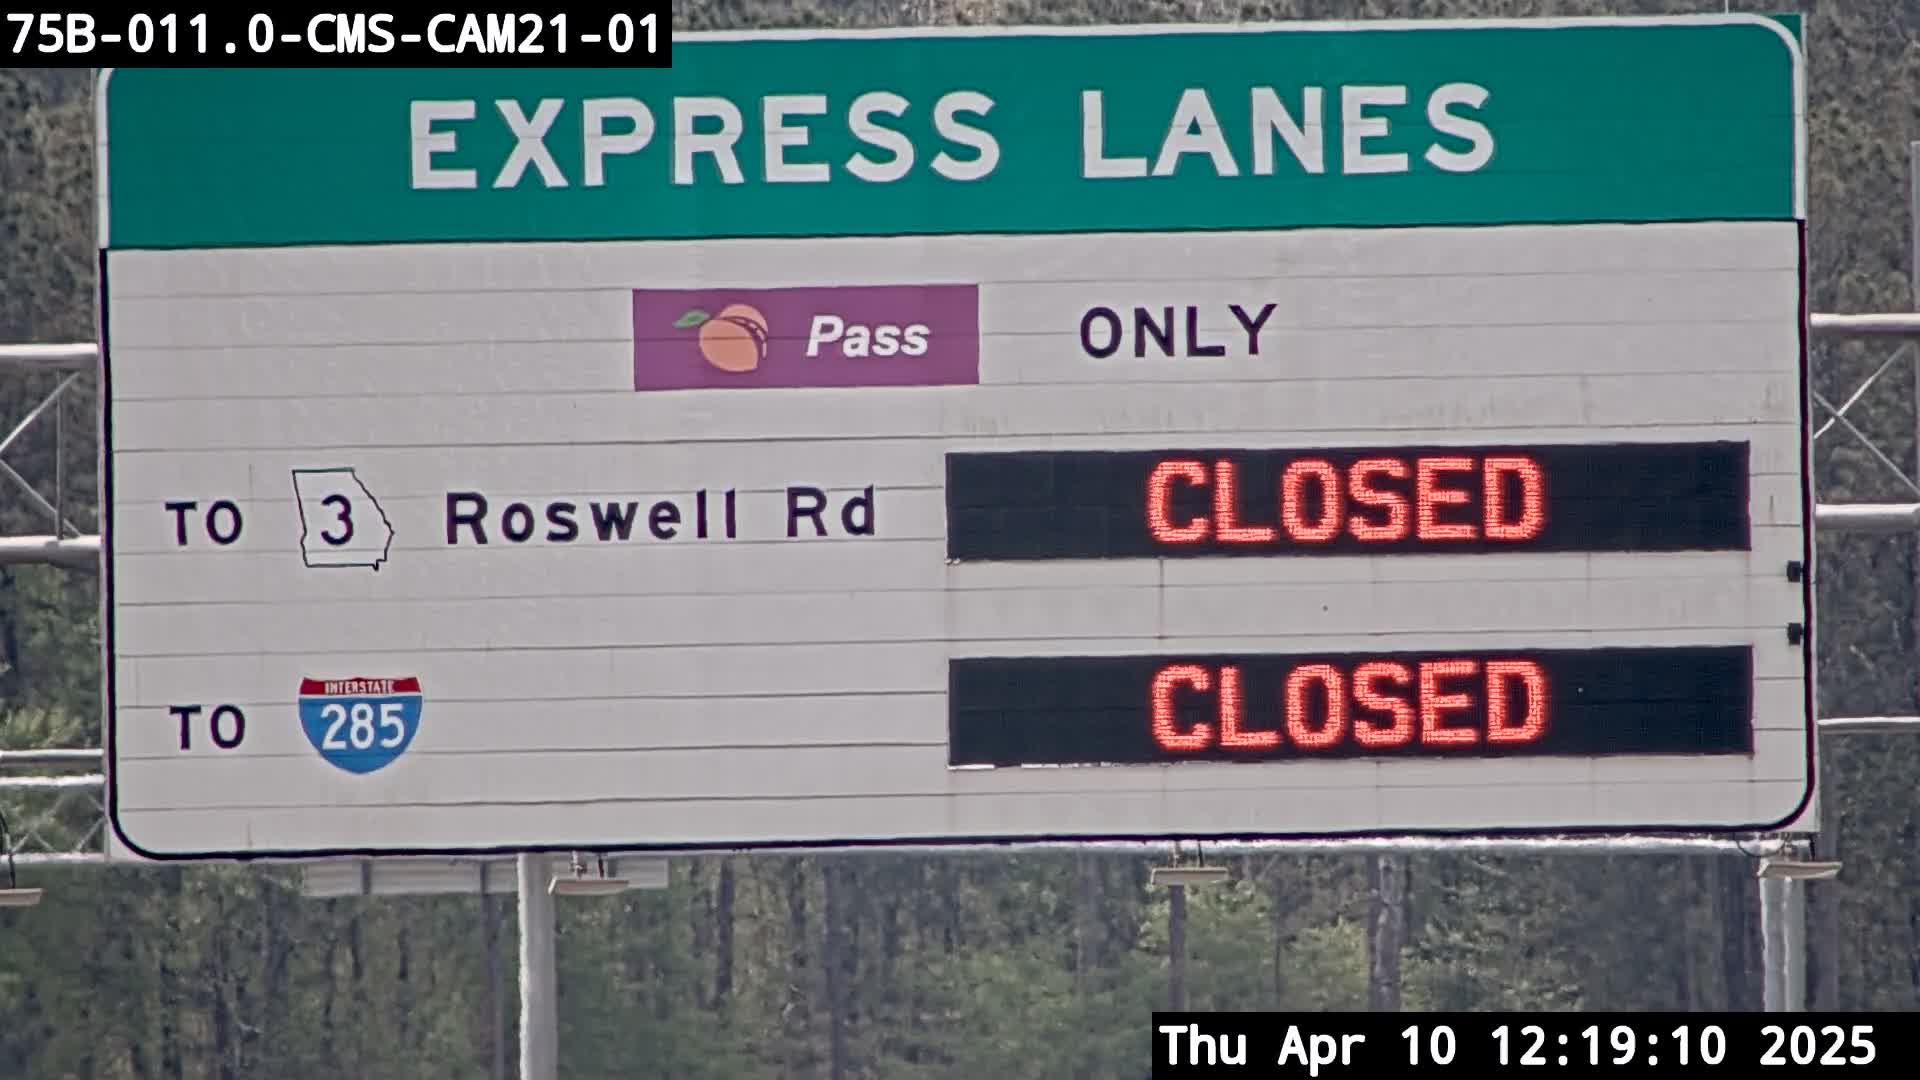 75B-011.0-CMS-CAM21-01
EXPRESS LANES
Pass ONLY
TO 3 Roswell Rd CLOSED
INTERSTATE
TO 285 CLOSED
Thu Apr 10 12:19:10 2025